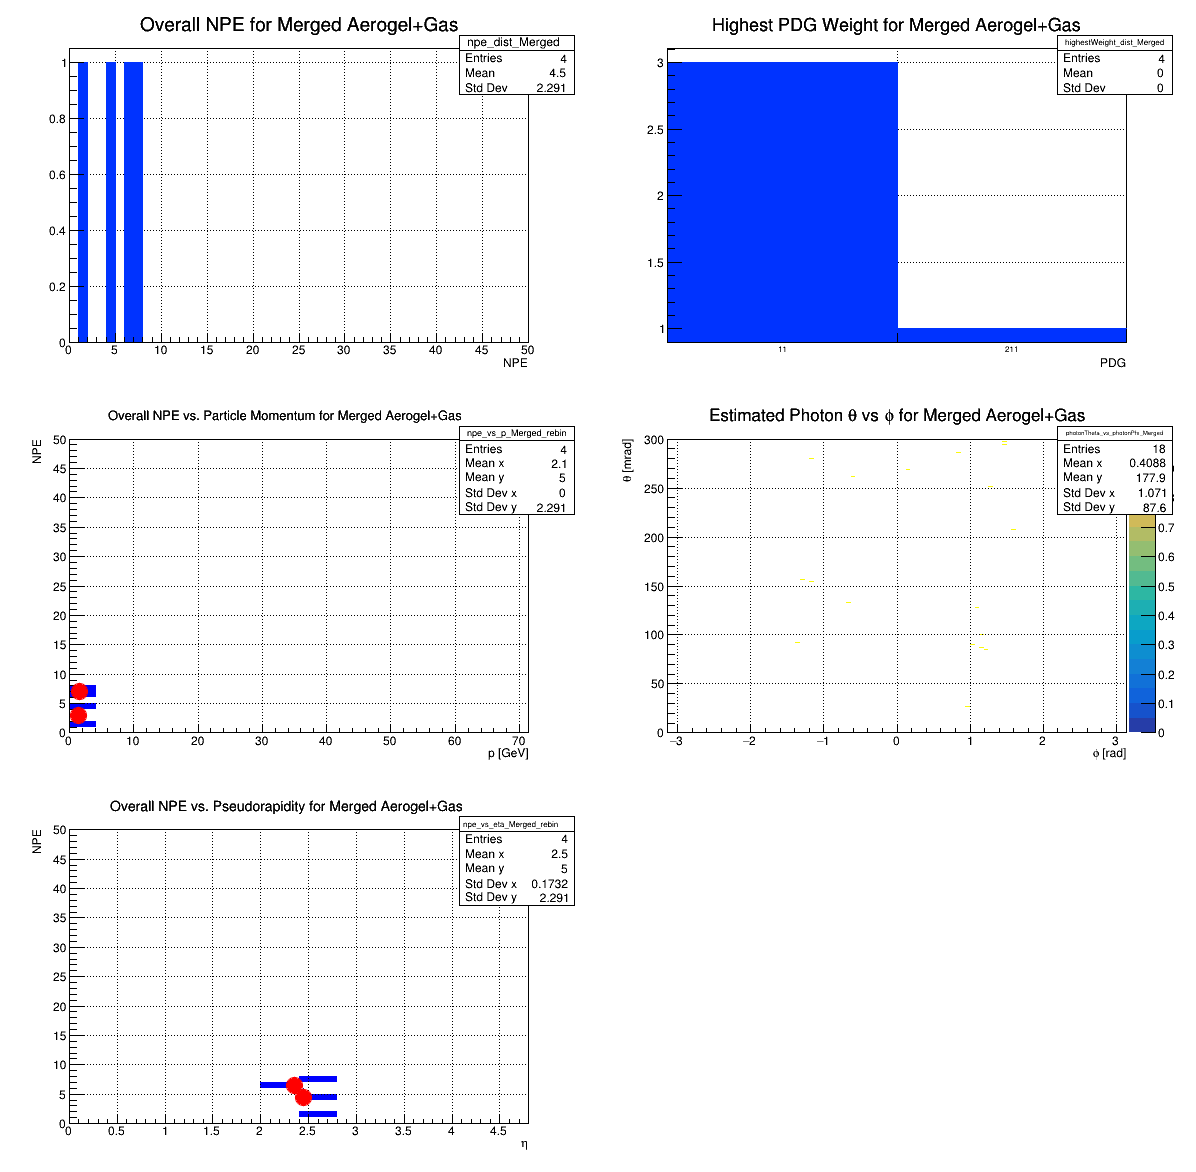 Overall NPE for Merged Aerogel+Gas
npe_dist_Merged
Entries 4
Mean 4.5
Std Dev 2.291
1
0.8
0.6
0.4
0.2
0
0 5 10 15 20 25 30 35 40 45 50
NPE
Highest PDG Weight for Merged Aerogel+Gas
highestWeight_dist_Merged
Entries 4
Mean 0
Std Dev 0
3
2.5
2
1.5
1
11 211
PDG
Overall NPE vs. Particle Momentum for Merged Aerogel+Gas
npe_vs_p_Merged_rebin
Entries 4
Mean x 2.1
Mean y 5
Std Dev x 0
Std Dev y 2.291
NPE
50
45
40
35
30
25
20
15
10
5
0
0 10 20 30 40 50 60 70
p [GeV]
Estimated Photon θ vs ϕ for Merged Aerogel+Gas
photonTheta_vs_photonPhi_Merged
Entries 18
Mean x 0.4088
Mean y 177.9
Std Dev x 1.071
Std Dev y 87.6
θ [mrad]
300
250
200
150
100
50
0
−3 −2 −1 0 1 2 3
ϕ [rad]
0.7
0.6
0.5
0.4
0.3
0.2
0.1
0
Overall NPE vs. Pseudorapidity for Merged Aerogel+Gas
npe_vs_eta_Merged_rebin
Entries 4
Mean x 2.5
Mean y 5
Std Dev x 0.1732
Std Dev y 2.291
NPE
50
45
40
35
30
25
20
15
10
5
0
0 0.5 1 1.5 2 2.5 3 3.5 4 4.5
η